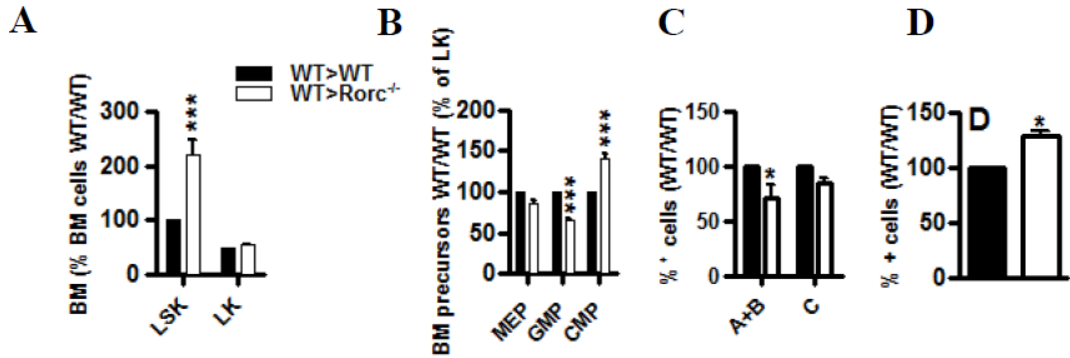 A
B
C
D
WT>WT
WT>Rorc-/-
BM (% BM cells WT/WT)
300
200
100
0
***
LSK
LK
BM precursors WT/WT (% of LK)
200
150
100
50
0
***
***
MEP
GMP
CMP
% + cells (WT/WT)
150
100
50
0
*
A+B
C
% + cells (WT/WT)
150
100
50
0
D
*